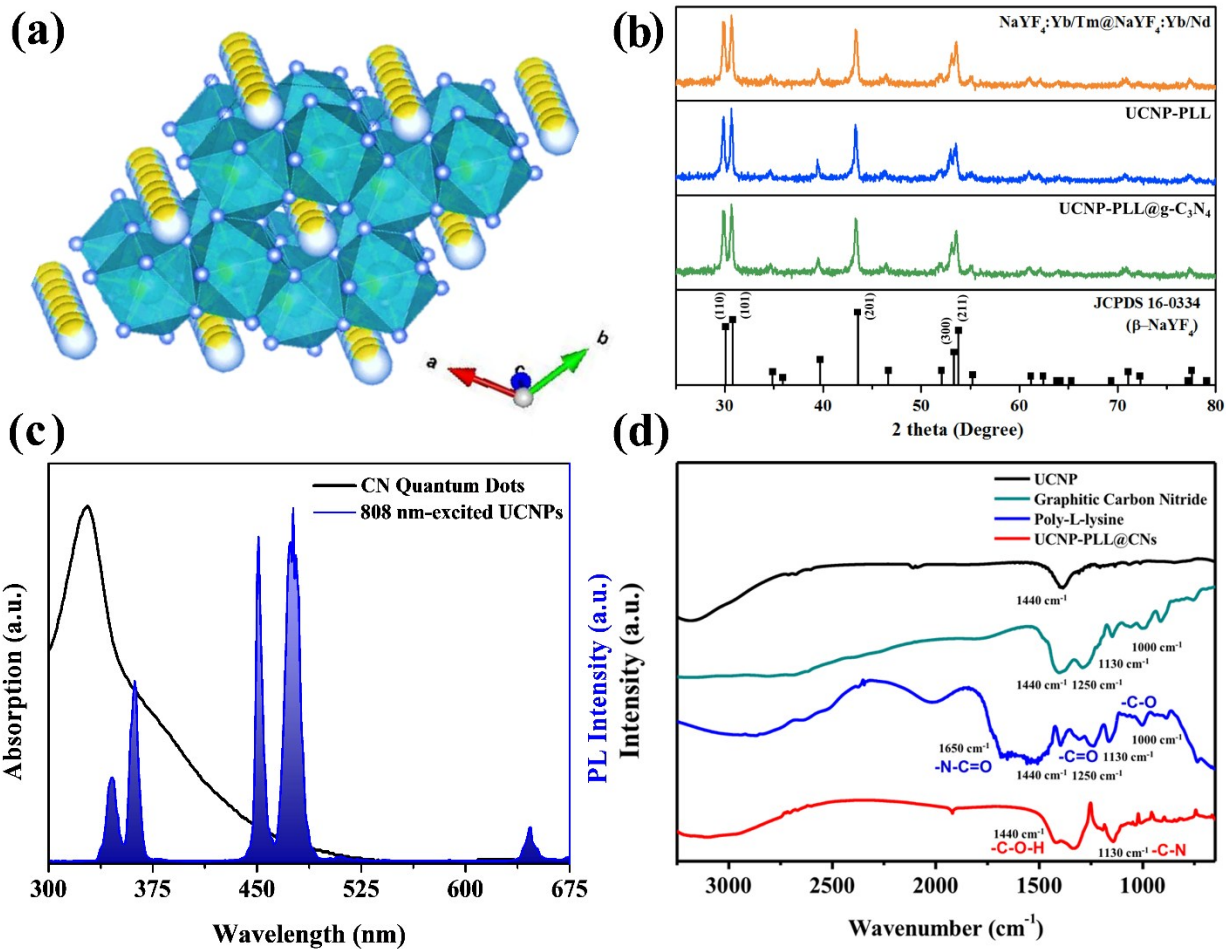 (a)
a
b
c
(b)
NaYF₄:Yb/Tm@NaYF₄:Yb/Nd
UCNP-PLL
UCNP-PLL@g-C₃N₄
JCPDS 16-0334
(β–NaYF₄)
(110)
(101)
(201)
(300)
(211)
30 40 50 60 70 80
2 theta (Degree)
(c)
CN Quantum Dots
808 nm-excited UCNPs
Absorption (a.u.)
PL Intensity (a.u.)
300 375 450 525 600 675
Wavelength (nm)
(d)
UCNP
Graphitic Carbon Nitride
Poly-L-lysine
UCNP-PLL@CNs
Intensity (a.u.)
1440 cm⁻¹
1000 cm⁻¹
1130 cm⁻¹
1440 cm⁻¹ 1250 cm⁻¹
-C-O
1650 cm⁻¹
-N-C=O
-C=O
1130 cm⁻¹
1000 cm⁻¹
1440 cm⁻¹ 1250 cm⁻¹
1440 cm⁻¹
-C-O-H
1130 cm⁻¹
-C-N
3000 2500 2000 1500 1000
Wavenumber (cm⁻¹)